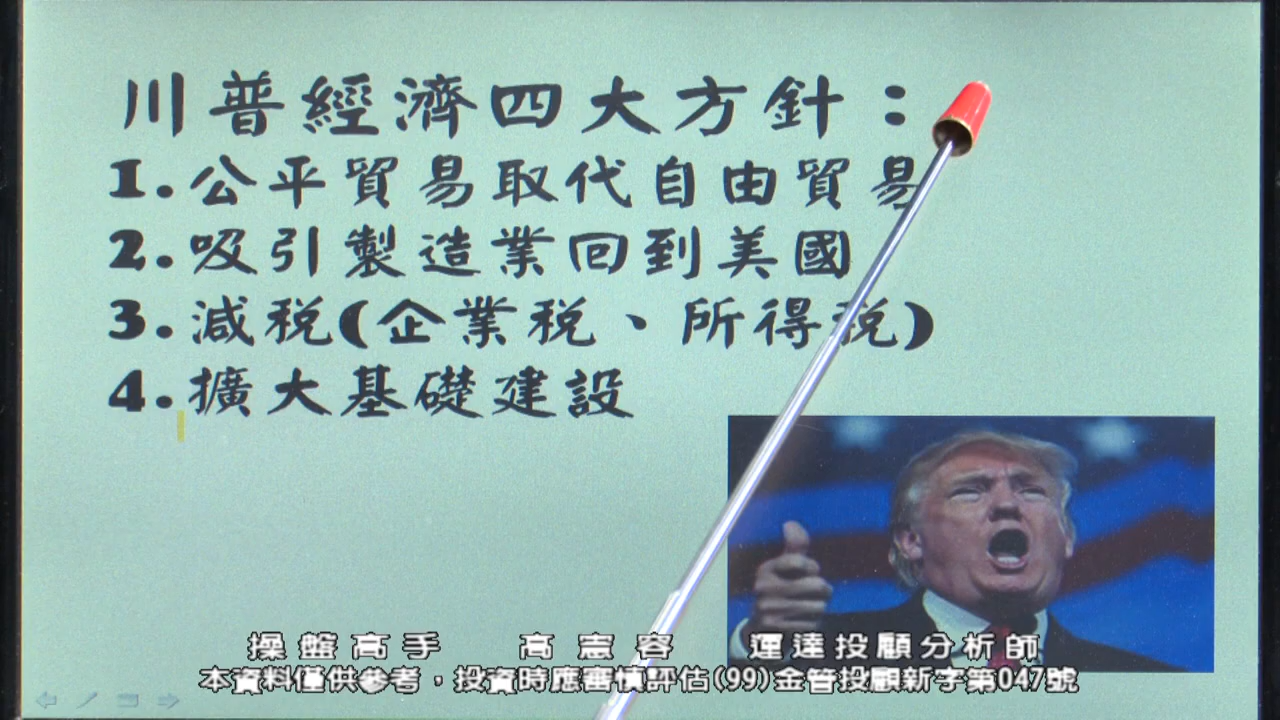 川普經濟四大方針：
1.公平貿易取代自由貿易
2.吸引製造業回到美國
3.減稅(企業稅、所得稅)
4.擴大基礎建設
操盤高手 高憲容 運達投顧分析師
本資料僅供參考，投資時應審慎評估(99)金管投顧新字第047號